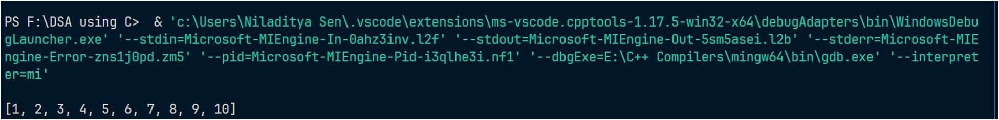 PS F:\DSA using C>  & 'c:\Users\Niladitya Sen\.vscode\extensions\ms-vscode.cpptools-1.17.5-win32-x64\debugAdapters\bin\WindowsDebu
gLauncher.exe' '--stdin=Microsoft-MIEngine-In-0ahz3inv.l2f' '--stdout=Microsoft-MIEngine-Out-5sm5asei.l2b' '--stderr=Microsoft-MIE
ngine-Error-zns1j0pd.zm5' '--pid=Microsoft-MIEngine-Pid-i3qlhe3i.nf1' '--dbgExe=E:\C++ Compilers\mingw64\bin\gdb.exe' '--interpret
er=mi'
[1, 2, 3, 4, 5, 6, 7, 8, 9, 10]